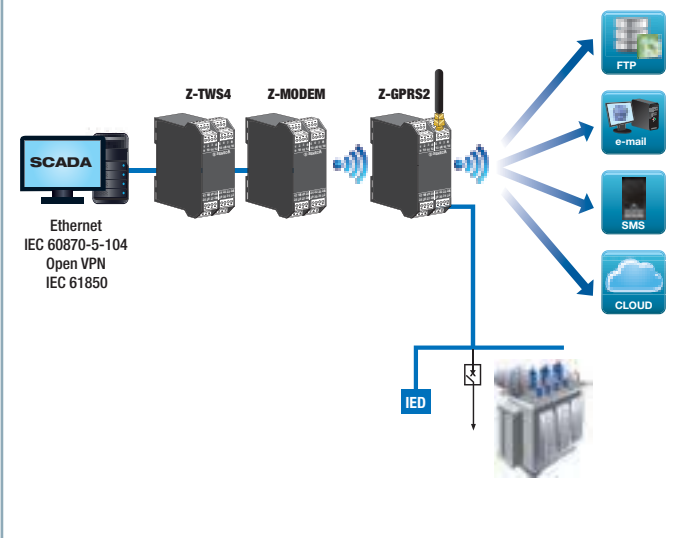 FTP
Z-TWS4 Z-MODEM Z-GPRS2
e-mail
SCADA
SMS
Ethernet
IEC 60870-5-104
Open VPN
IEC 61850
CLOUD
IED